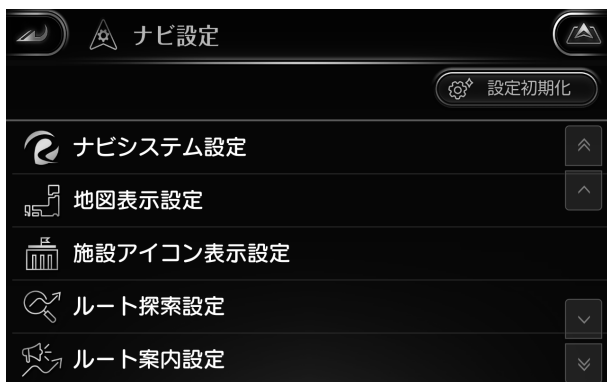 ナビ設定
設定初期化
ナビシステム設定
地図表示設定
施設アイコン表示設定
ルート探索設定
ルート案内設定